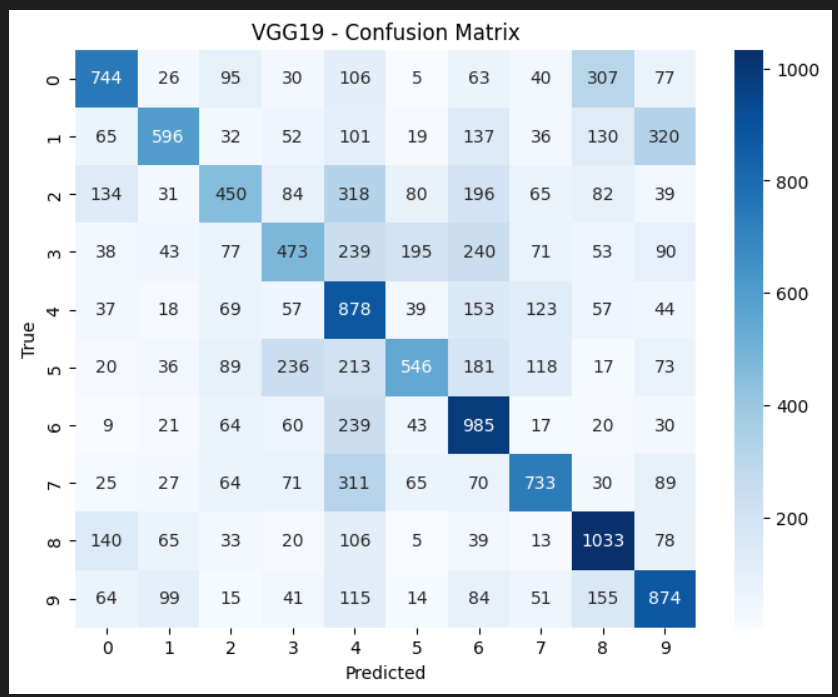 VGG19 - Confusion Matrix
0 744 26 95 30 106 5 63 40 307 77
1 65 596 32 52 101 19 137 36 130 320
2 134 31 450 84 318 80 196 65 82 39
3 38 43 77 473 239 195 240 71 53 90
4 37 18 69 57 878 39 153 123 57 44
5 20 36 89 236 213 546 181 118 17 73
6 9 21 64 60 239 43 985 17 20 30
7 25 27 64 71 311 65 70 733 30 89
8 140 65 33 20 106 5 39 13 1033 78
9 64 99 15 41 115 14 84 51 155 874
0 1 2 3 4 5 6 7 8 9
Predicted
True
1000
800
600
400
200